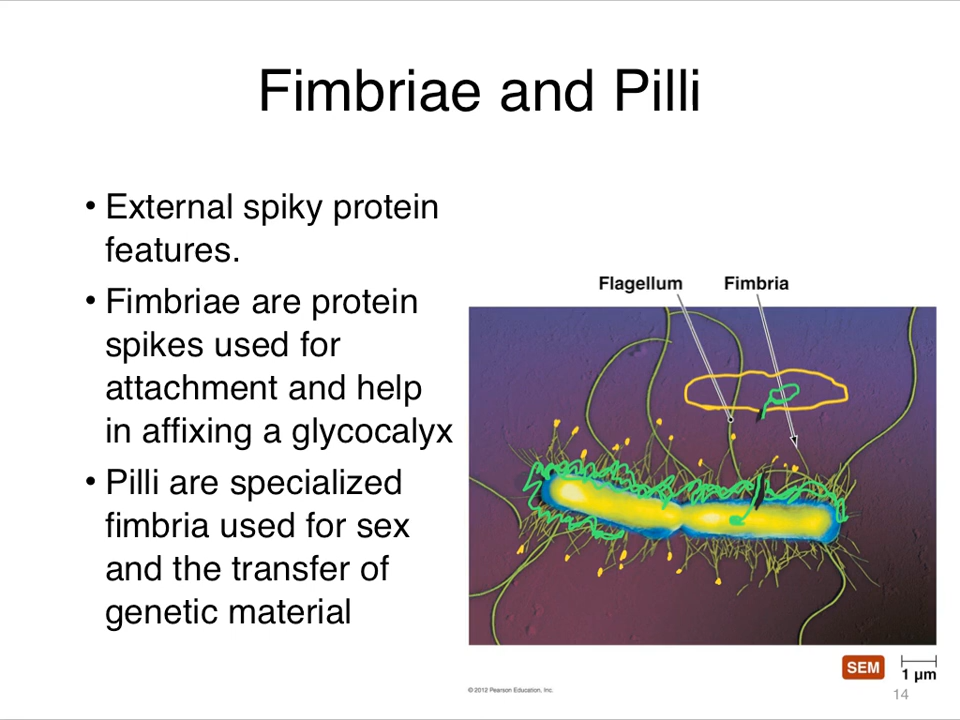 Fimbriae and Pilli
• External spiky protein
features.
• Fimbriae are protein
spikes used for
attachment and help
in affixing a glycocalyx
• Pilli are specialized
fimbria used for sex
and the transfer of
genetic material
Flagellum Fimbria
SEM 1 µm
© 2012 Pearson Education, Inc.
14